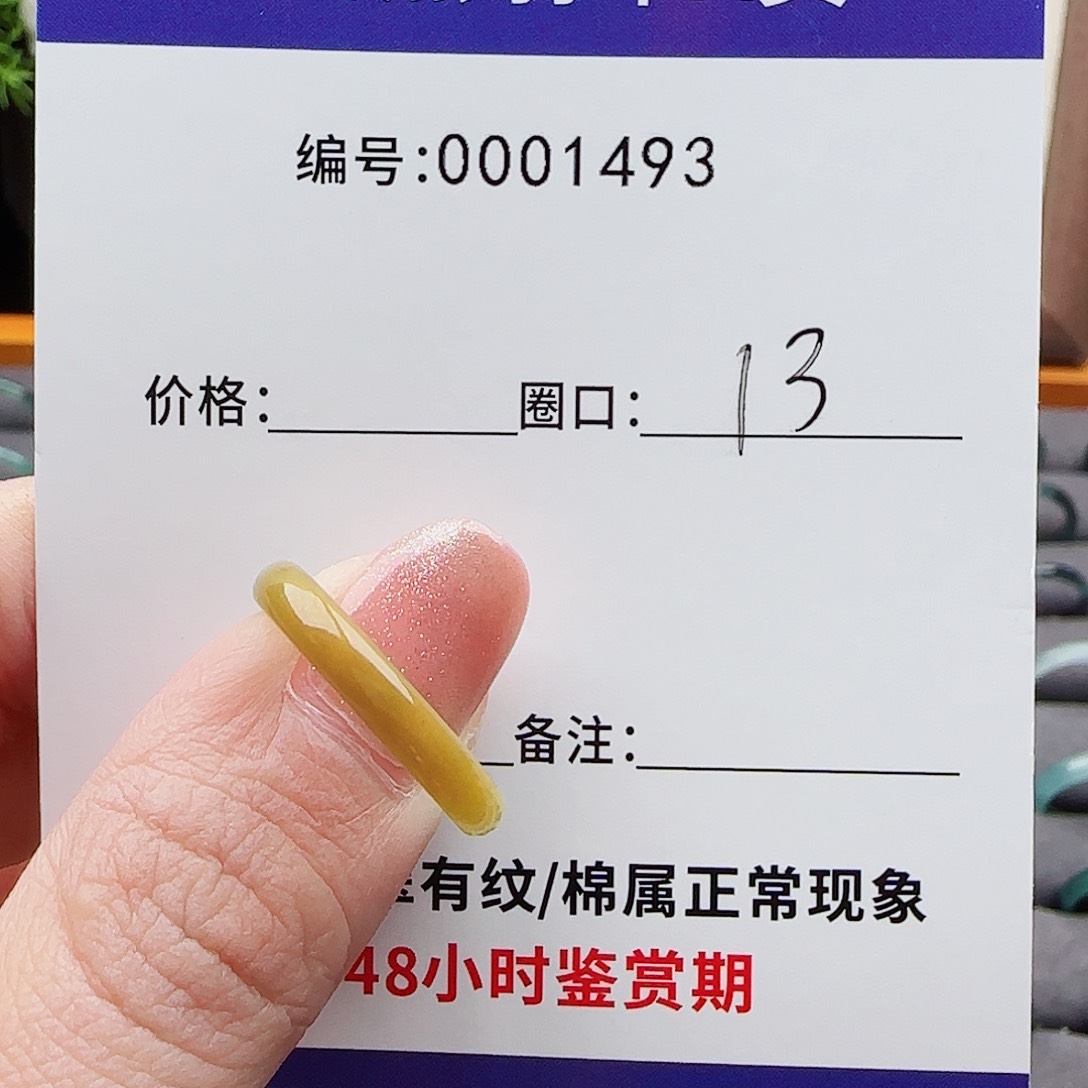 编号:0001493
价格: 圈口: 13
备注:
有纹/棉属正常现象
48小时鉴赏期